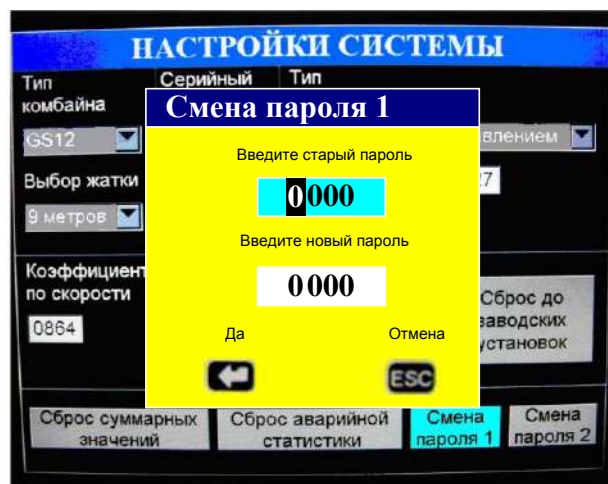 НАСТРОЙКИ СИСТЕМЫ
Тип
комбайна
Серийный
Тип
GS12
влением
Выбор жатки
27
9 метров
Коэффициент
по скорости
0864
Смена пароля 1
Введите старый пароль
0000
Введите новый пароль
0000
Да
Отмена
ESC
Сброс до
заводских
установок
Сброс суммарных
значений
Сброс аварийной
статистики
Смена
пароля 1
Смена
пароля 2